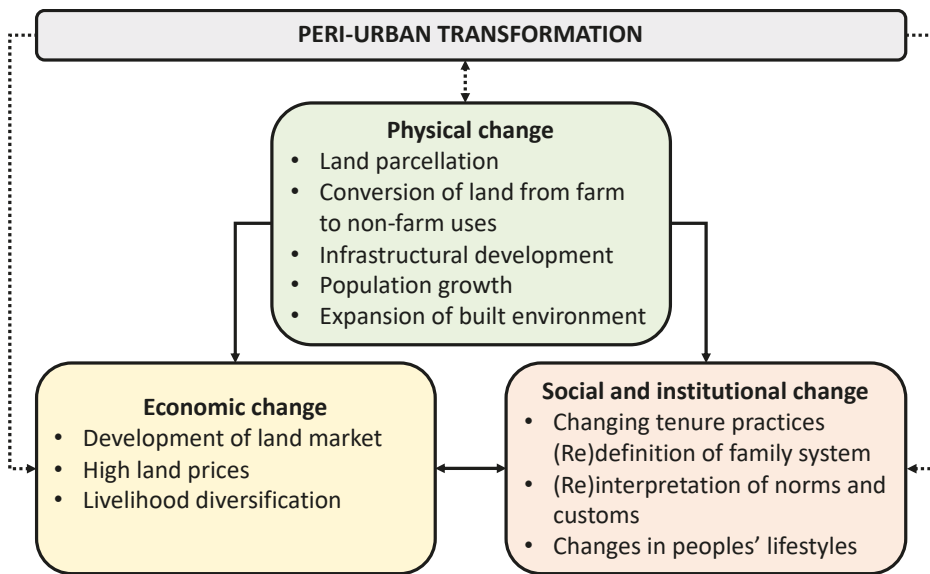 PERI-URBAN TRANSFORMATION
Physical change
• Land parcellation
• Conversion of land from farm
to non-farm uses
• Infrastructural development
• Population growth
• Expansion of built environment
Economic change
• Development of land market
• High land prices
• Livelihood diversification
Social and institutional change
• Changing tenure practices
(Re)definition of family system
• (Re)interpretation of norms and
customs
• Changes in peoples’ lifestyles